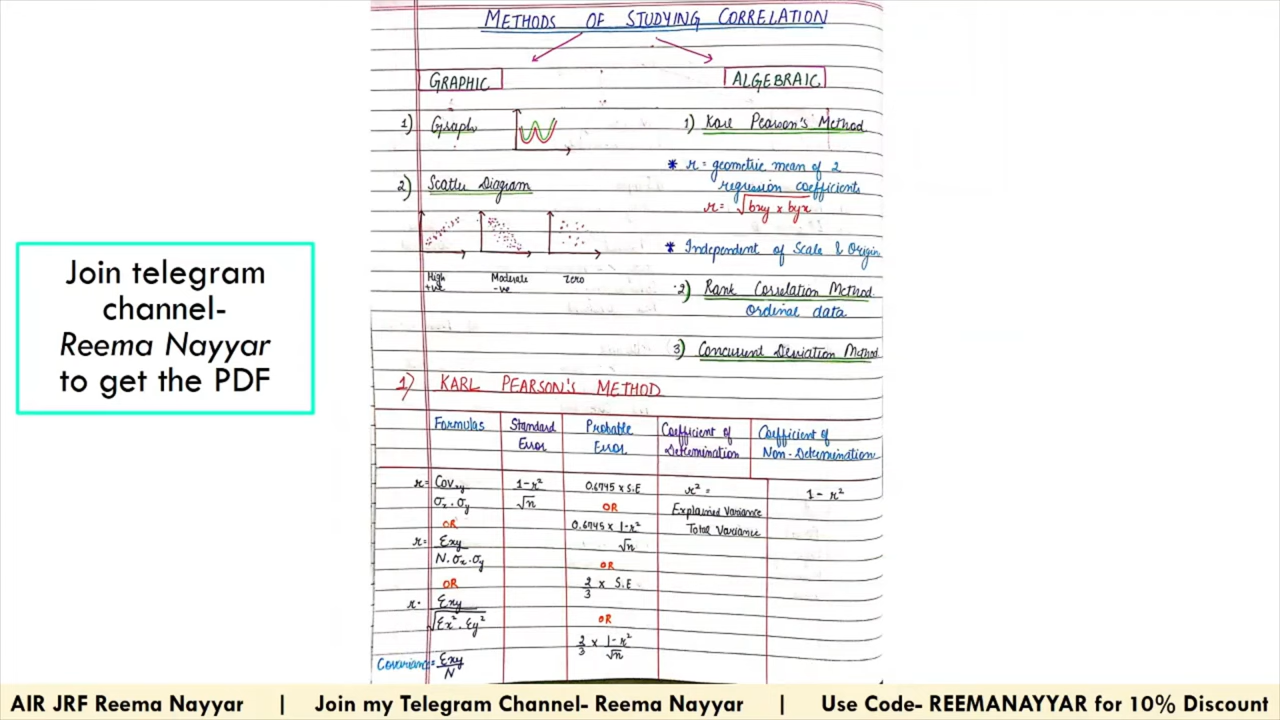 METHODS OF STUDYING CORRELATION
GRAPHIC
1) Graph
2) Scatter Diagram
High +ve
Moderate -ve
Zero
ALGEBRAIC
1) Karl Pearson's Method
* r = geometric mean of 2
regression coefficients
r = √bxy × byx
* Independent of Scale & Origin
2) Rank Correlation Method
Ordinal data
3) Concurrent Deviation Method
Join telegram
channel-
Reema Nayyar
to get the PDF
1) KARL PEARSON'S METHOD
Formulas
r = Cov xy / σx . σy
OR
r = Σxy / N. σx . σy
OR
r = Σxy / √Σx² . Σy²
Covariance = Σxy / N
Standard Error
1-r² / √n
Probable Error
0.6745 x S.E
OR
0.6745 x 1-r² / √n
OR
2/3 x S.E
OR
2/3 x 1-r² / √n
Coefficient of Determination
r² =
Explained Variance
Total Variance
Coefficient of Non-Determination
1 - r²
AIR JRF Reema Nayyar | Join my Telegram Channel- Reema Nayyar | Use Code- REEMANAYYAR for 10% Discount